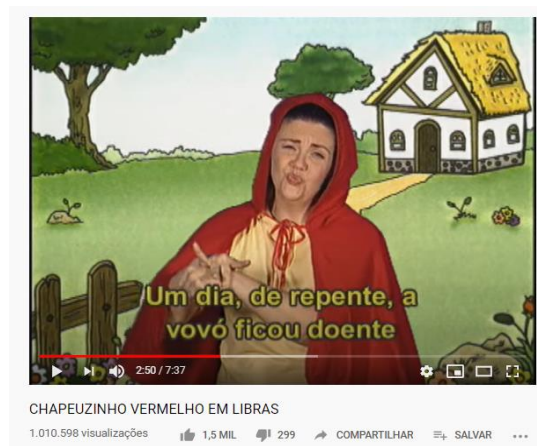 Um dia, de repente, a
vovó ficou doente
2:50 / 7:37
CHAPEUZINHO VERMELHO EM LIBRAS
1.010.598 visualizações
1,5 MIL
299
COMPARTILHAR
SALVAR